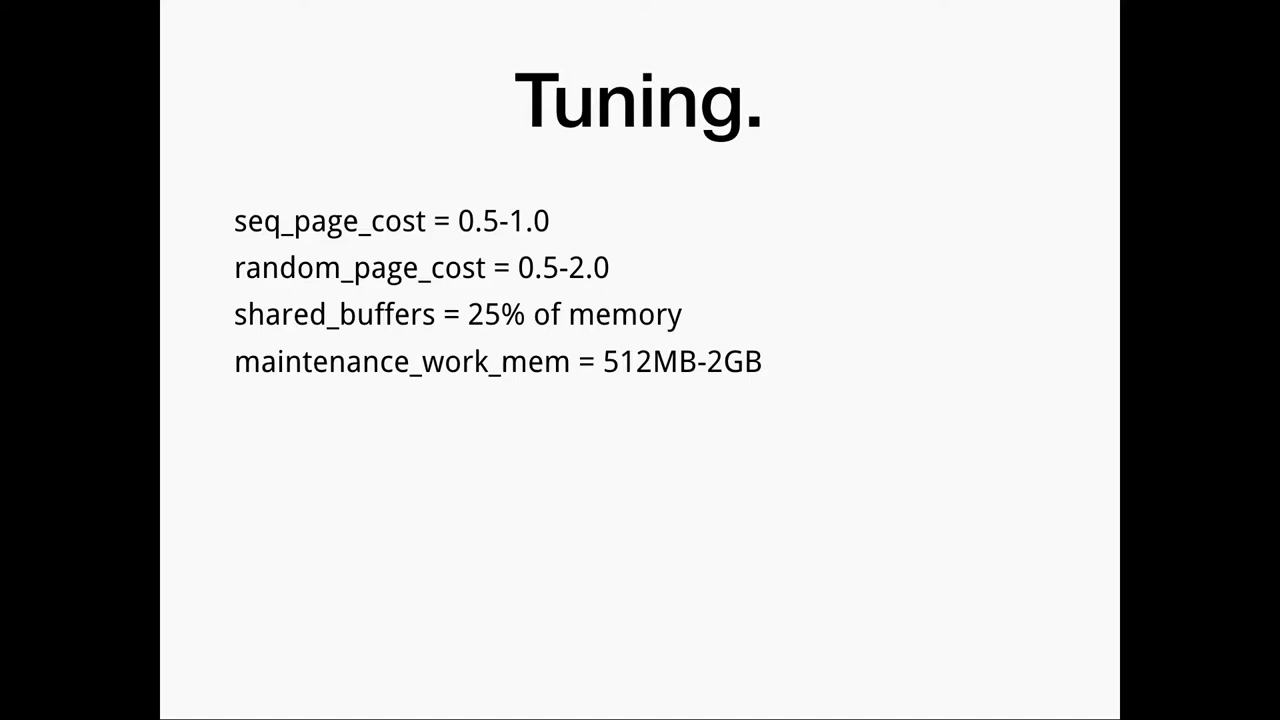 Tuning.
seq_page_cost = 0.5-1.0
random_page_cost = 0.5-2.0
shared_buffers = 25% of memory
maintenance_work_mem = 512MB-2GB